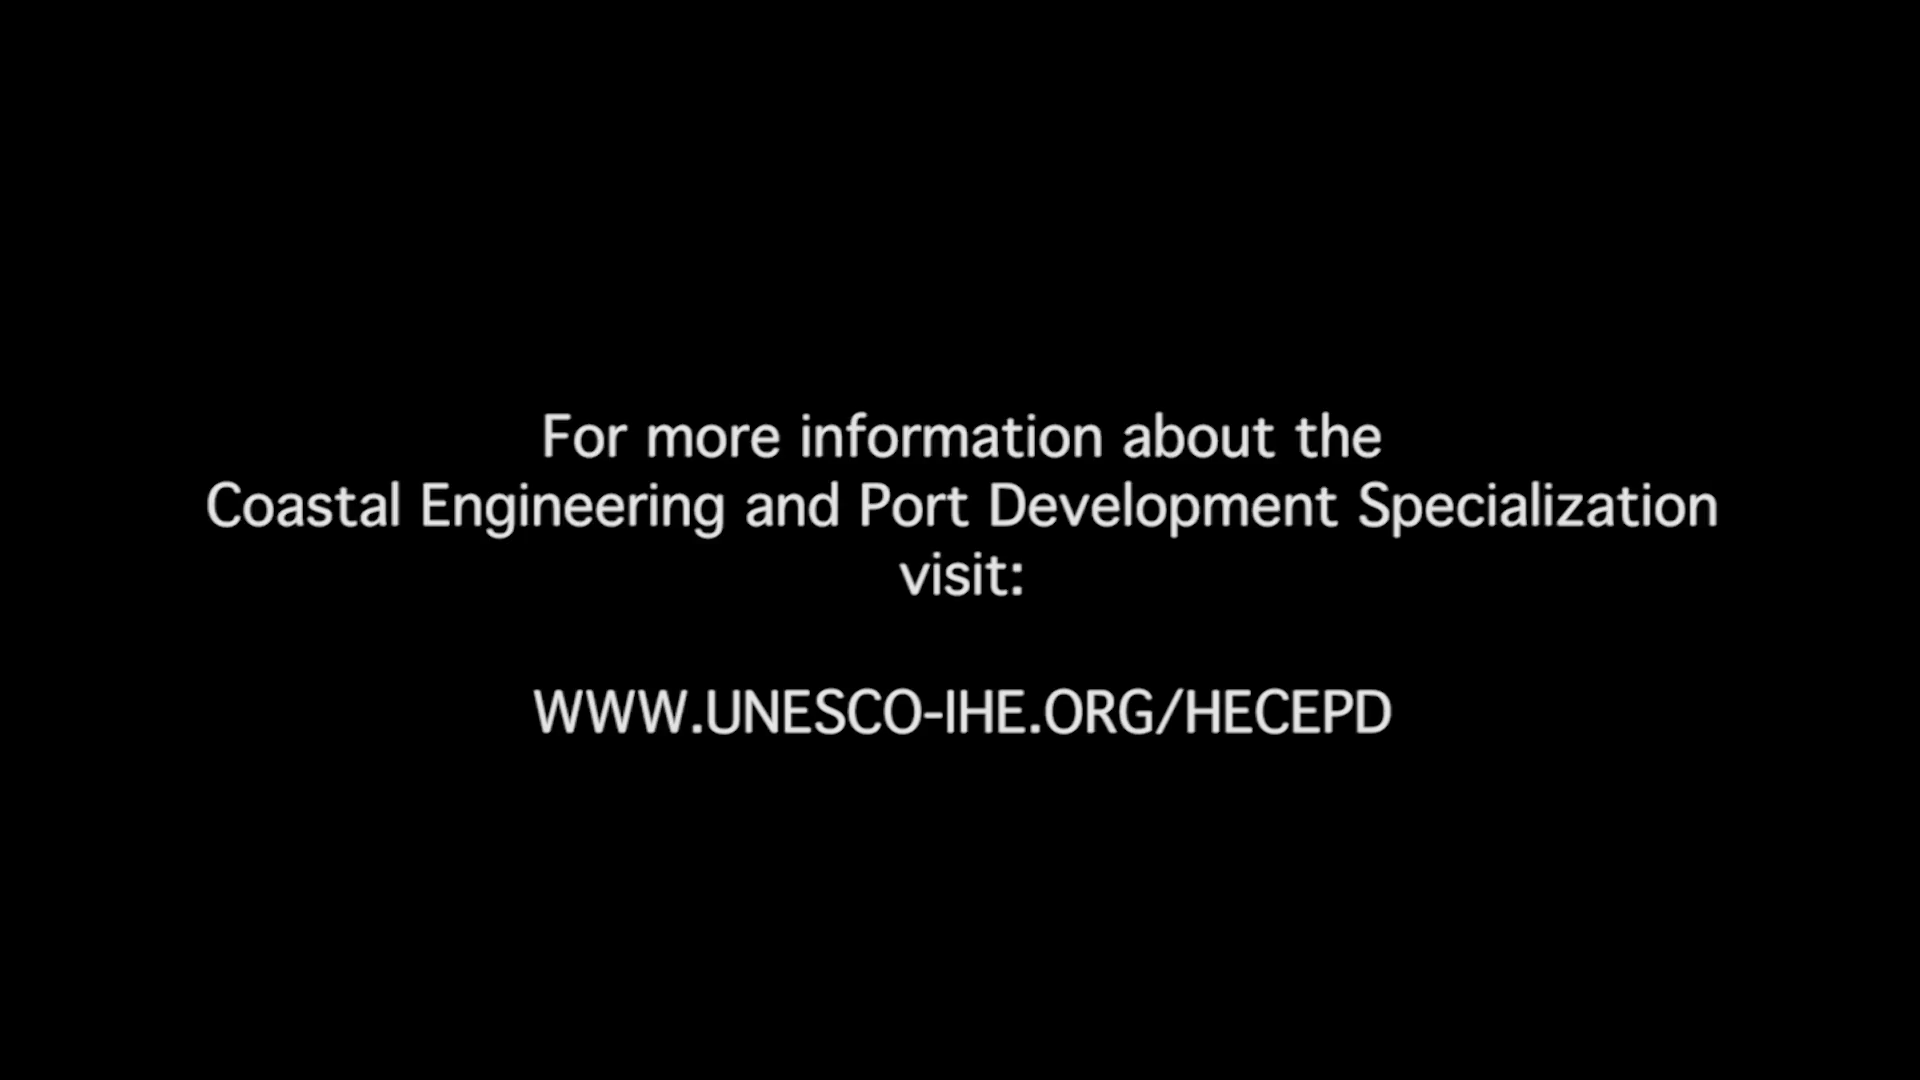 For more information about the
Coastal Engineering and Port Development Specialization
visit:
WWW.UNESCO-IHE.ORG/HECEPD